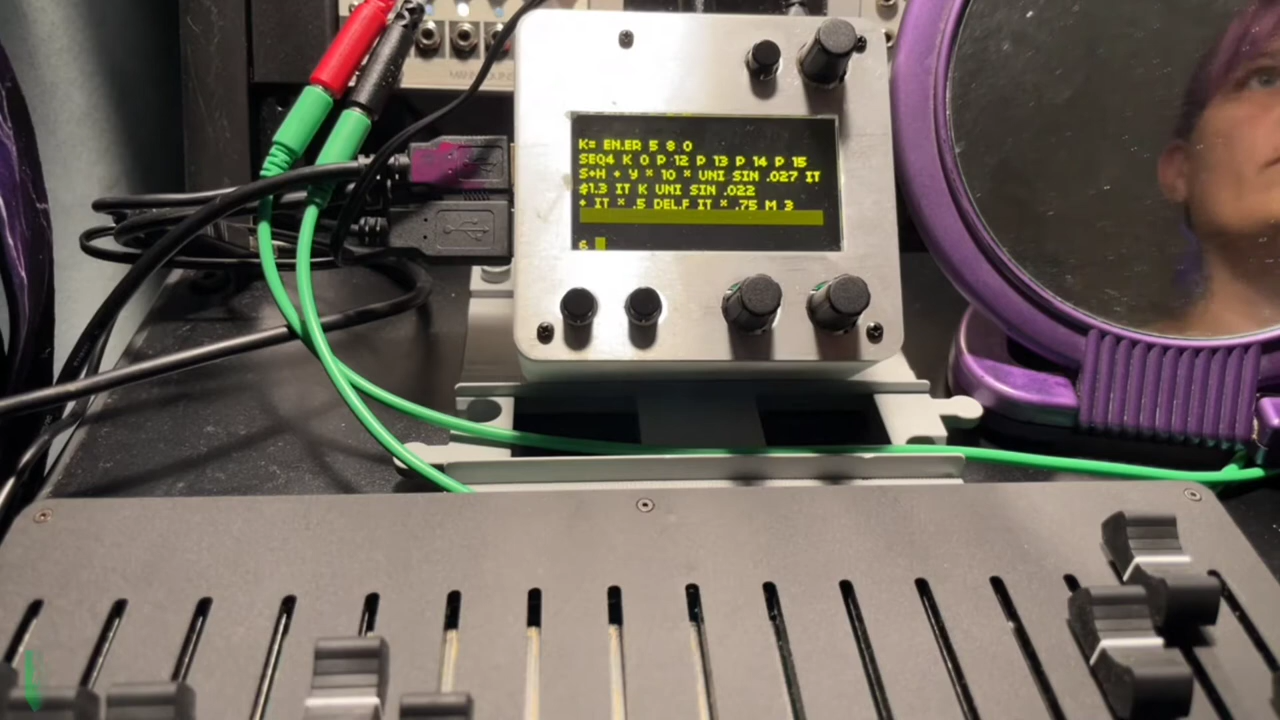 K= EN.ER 5 8 0
SEQ4 K 0 P 12 P 13 P 14 P 15
S+H + Y * 10 * UNI SIN .027 IT
$1.3 IT K UNI SIN .022
+ IT * .5 DEL.F IT * .75 M 3
6